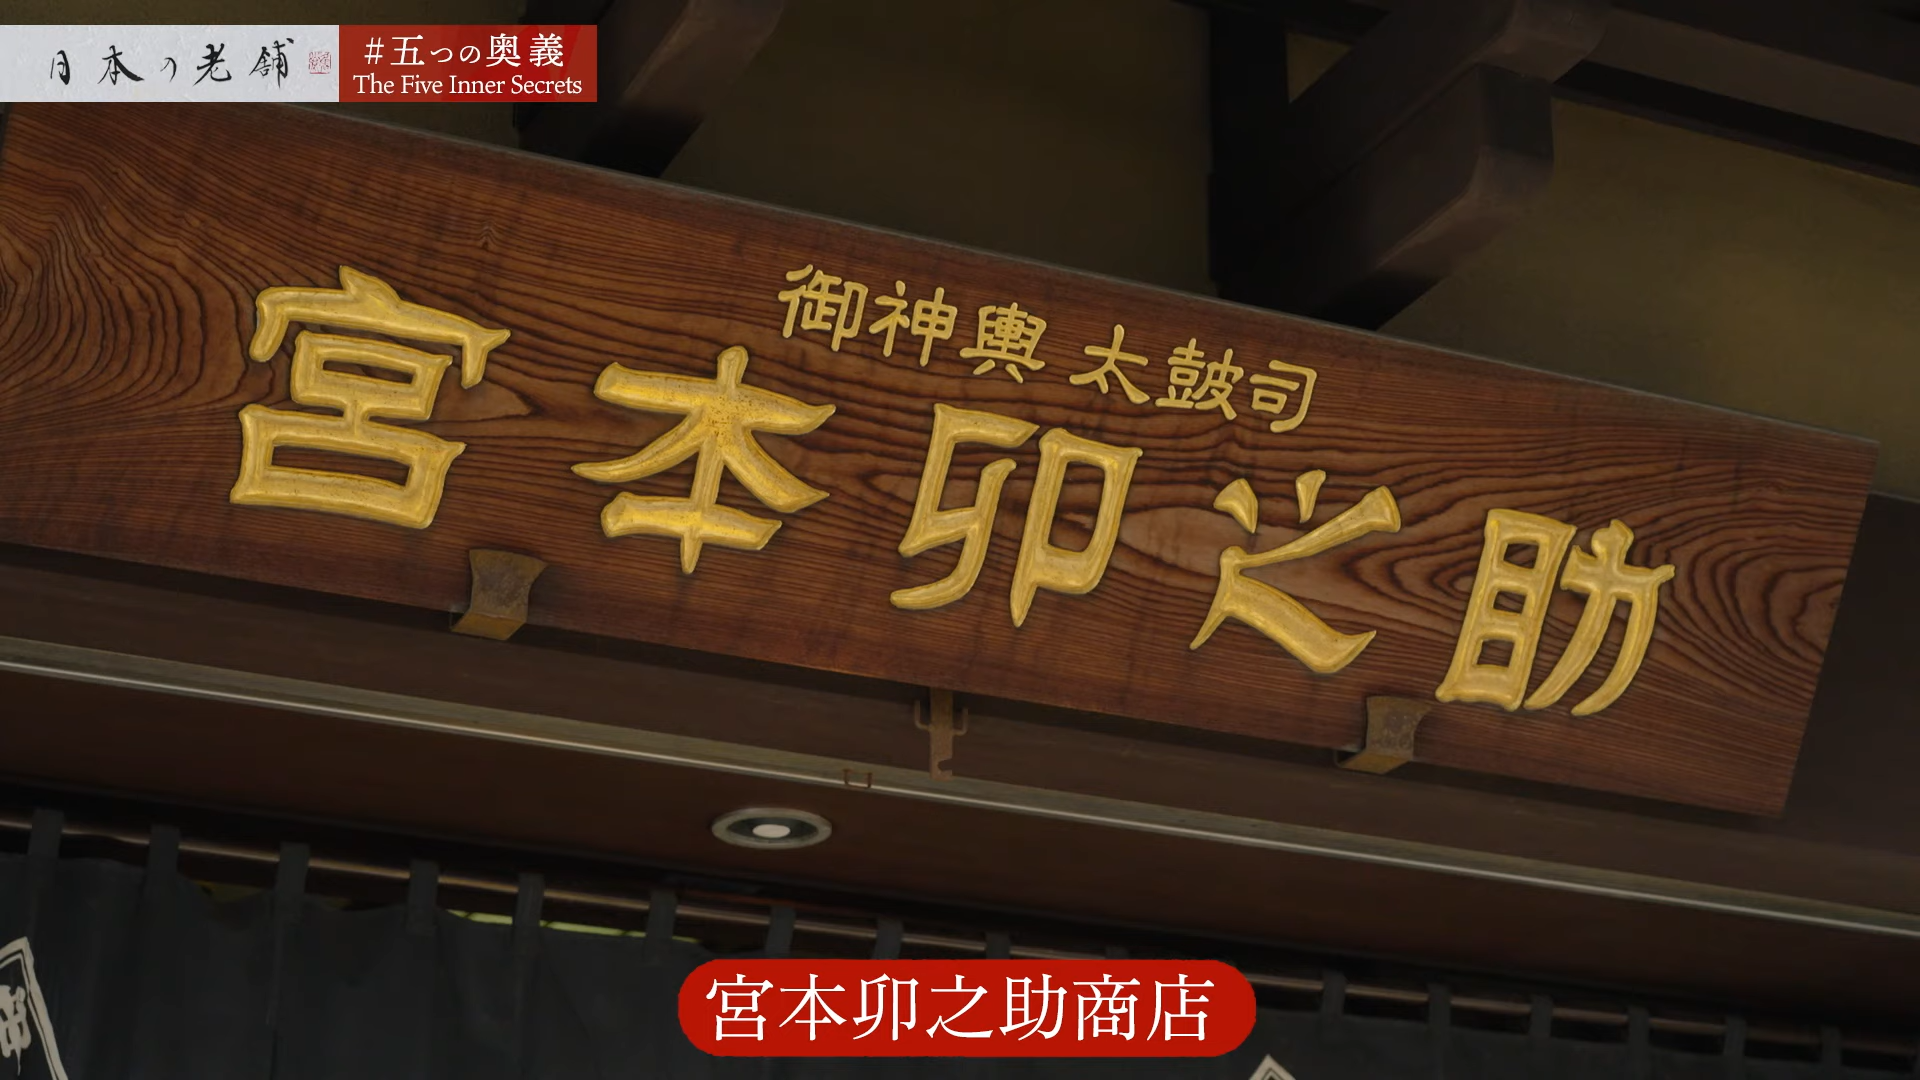 日本の老舗
#五つの奥義
The Five Inner Secrets
御神輿 太鼓司
宮本卯之助
宮本卯之助商店